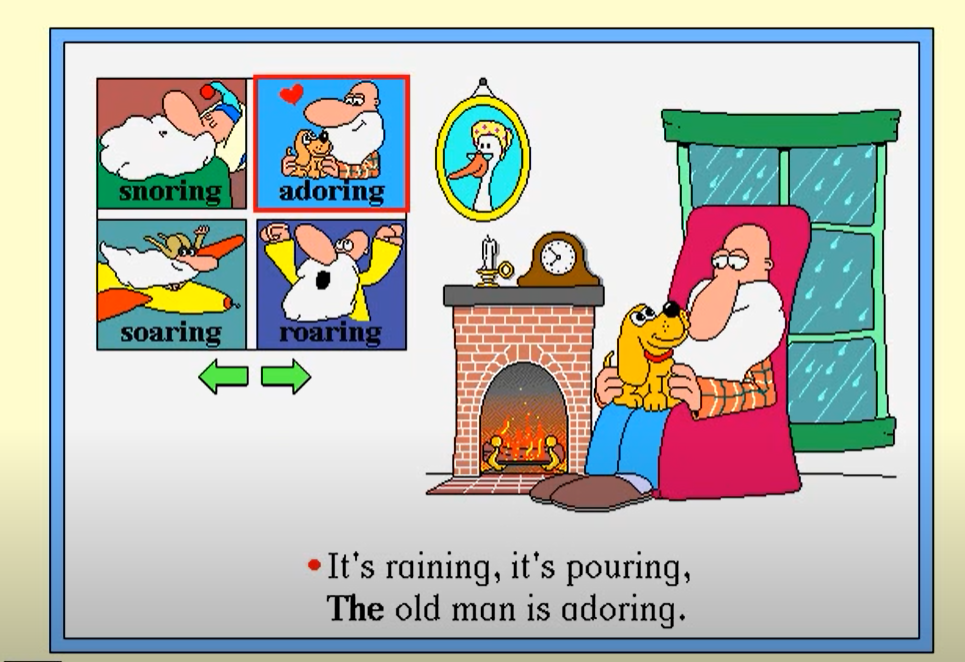 snoring
adoring
soaring
roaring
It's raining, it's pouring,
The old man is adoring.